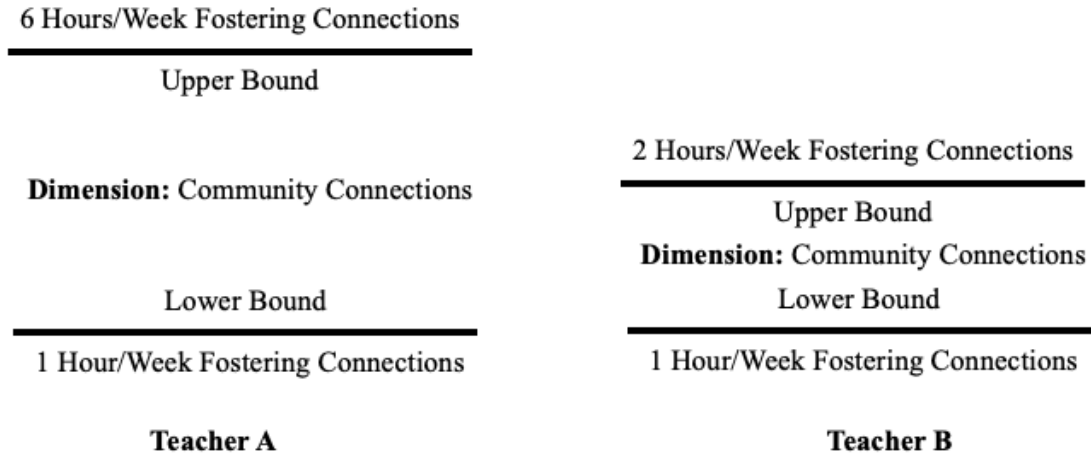 6 Hours/Week Fostering Connections
Upper Bound
Dimension: Community Connections
Lower Bound
1 Hour/Week Fostering Connections
Teacher A
2 Hours/Week Fostering Connections
Upper Bound
Dimension: Community Connections
Lower Bound
1 Hour/Week Fostering Connections
Teacher B